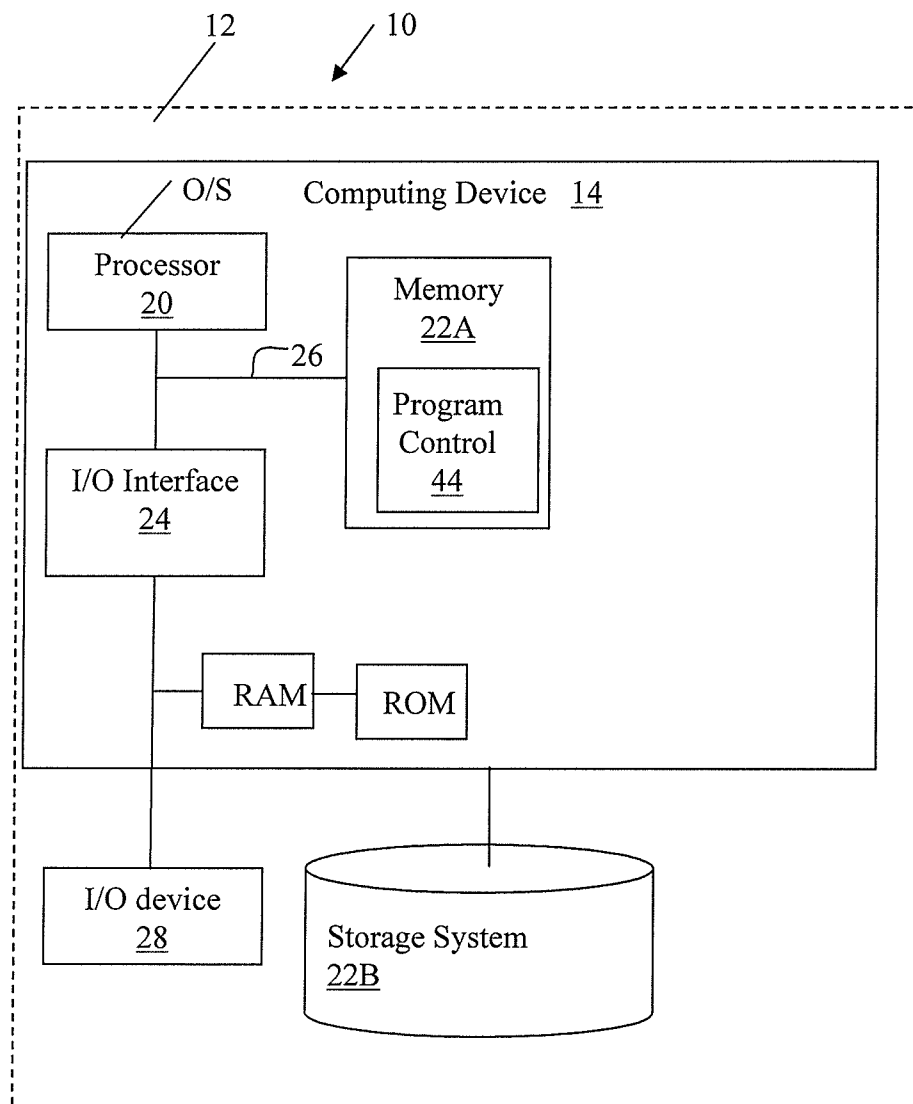 12
10
O/S
Computing Device 14
Processor
20
Memory
22A
26
Program
Control
44
I/O Interface
24
RAM
ROM
I/O device
28
Storage System
22B